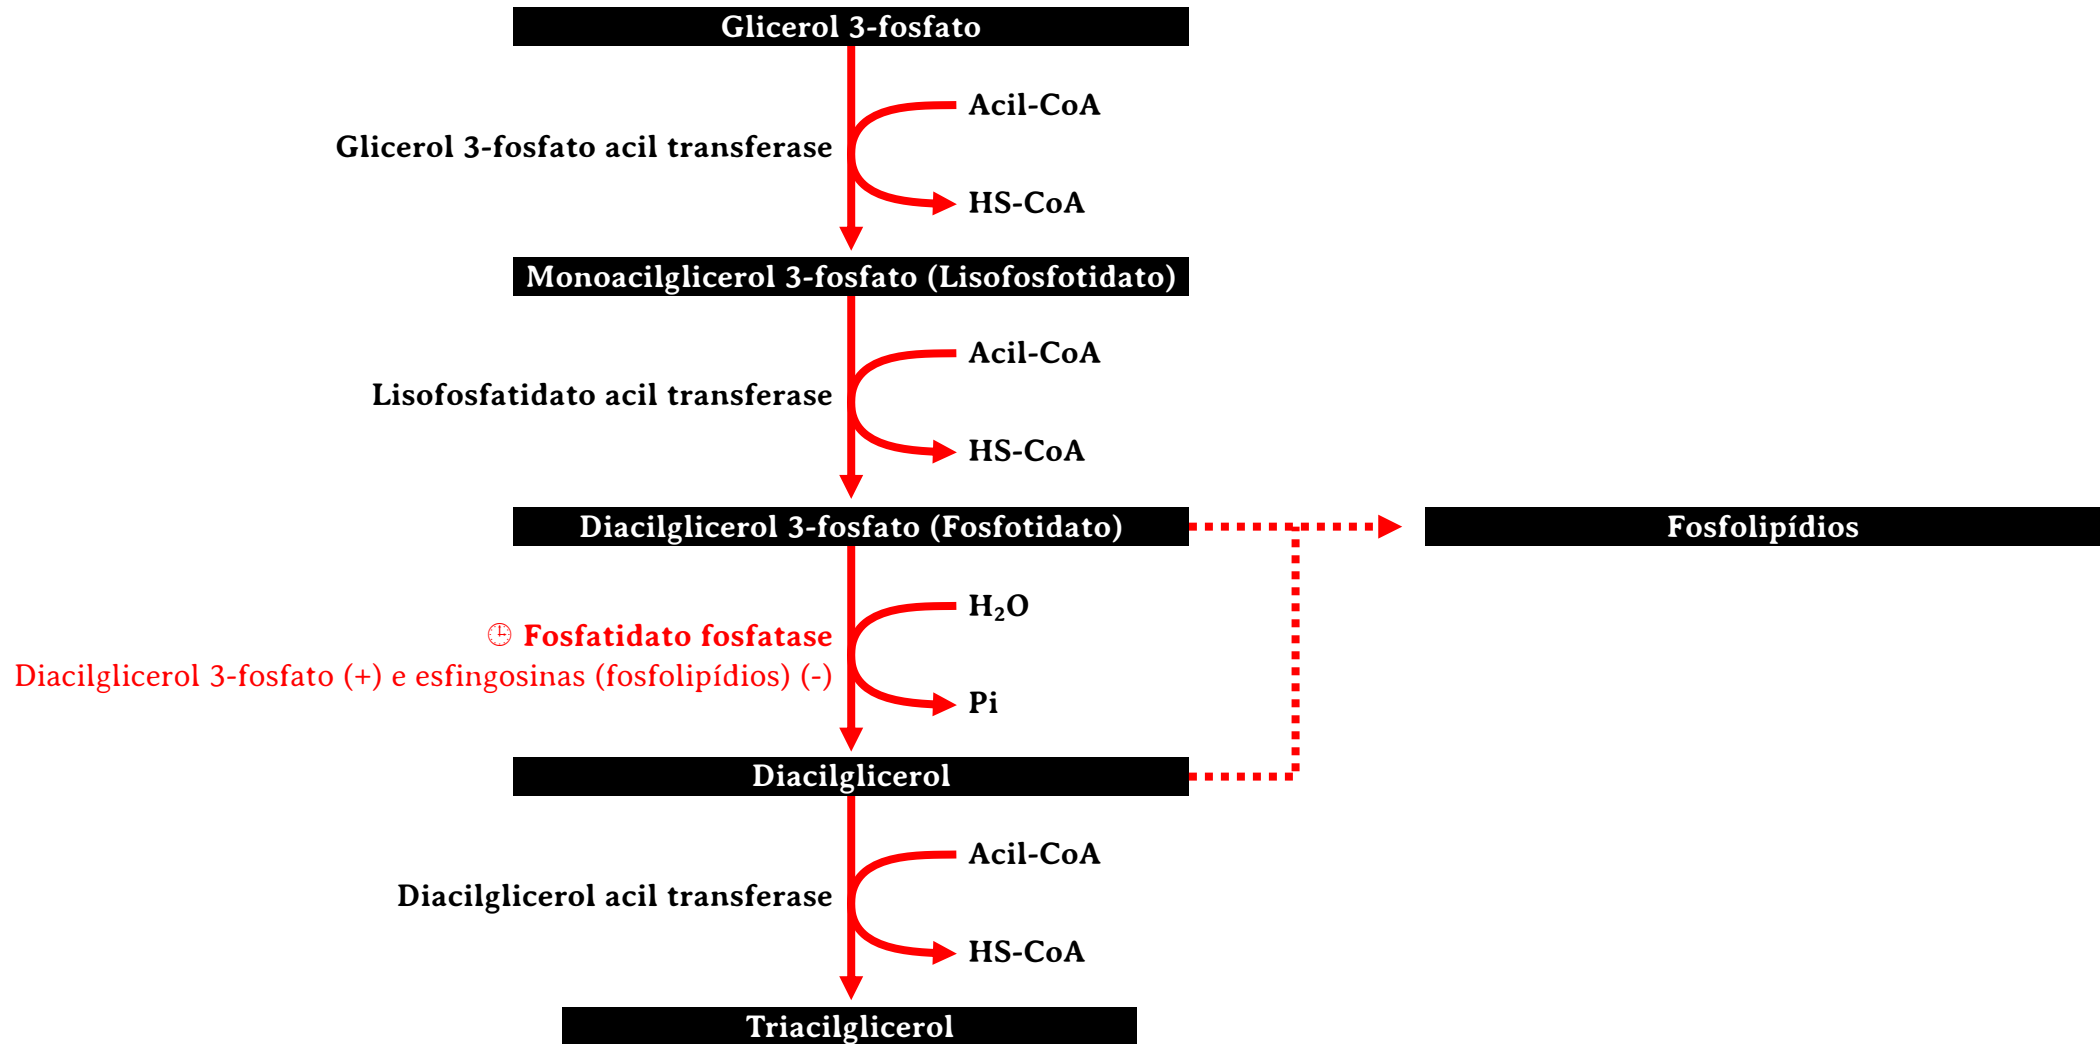 Glicerol 3-fosfato
Acil-CoA
Glicerol 3-fosfato acil transferase
HS-CoA
Monoacilglicerol 3-fosfato (Lisofosfotidato)
Acil-CoA
Lisofosfatidato acil transferase
HS-CoA
Diacilglicerol 3-fosfato (Fosfotidato)
Fosfolipídios
H₂O
🕒 Fosfatidato fosfatase
Diacilglicerol 3-fosfato (+) e esfingosinas (fosfolipídios) (-)
Pi
Diacilglicerol
Acil-CoA
Diacilglicerol acil transferase
HS-CoA
Triacilglicerol